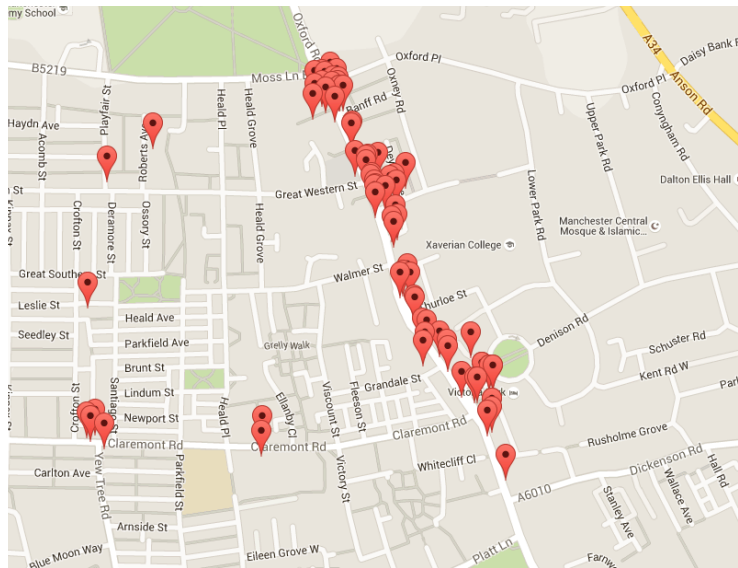 my School
B5219
Oxford Rd
Moss Ln E
Oxford Pl
A34
Daisy Bank R
Anson Rd
Oxford Pl
Playfair St
Haydn Ave
Roberts Ave
Heald Pl
Heald Grove
Banff Rd
Oxney Rd
Upper Park Rd
Conyngham Rd
Acomb St
Dalton Ellis Hall
n St
Great Western St
Lower Park Rd
Crofton St
Deramore St
Ossory St
Heald Grove
Manchester Central
Mosque & Islamic...
Xaverian College
Great Southern St
Walmer St
Leslie St
Heald Ave
Seedley St
Parkfield Ave
Grelly Walk
Denison Rd
Schuster Rd
Brunt St
Kent Rd W
Grandale St
Park
Lindum St
Crofton St
Santiago St
Newport St
Heald Pl
Ellanby Cl
Viscount St
Fleeson St
Claremont Rd
Claremont Rd
Claremont Rd
Rusholme Grove
Whitecliff Cl
Dickenson Rd
Carlton Ave
Yew Tree Rd
Parkfield St
Victory St
A6010
Stanley Ave
Wallace Ave
Hall Rd
Arnside St
Blue Moon Way
Eileen Grove W
Platt Ln
Farnw